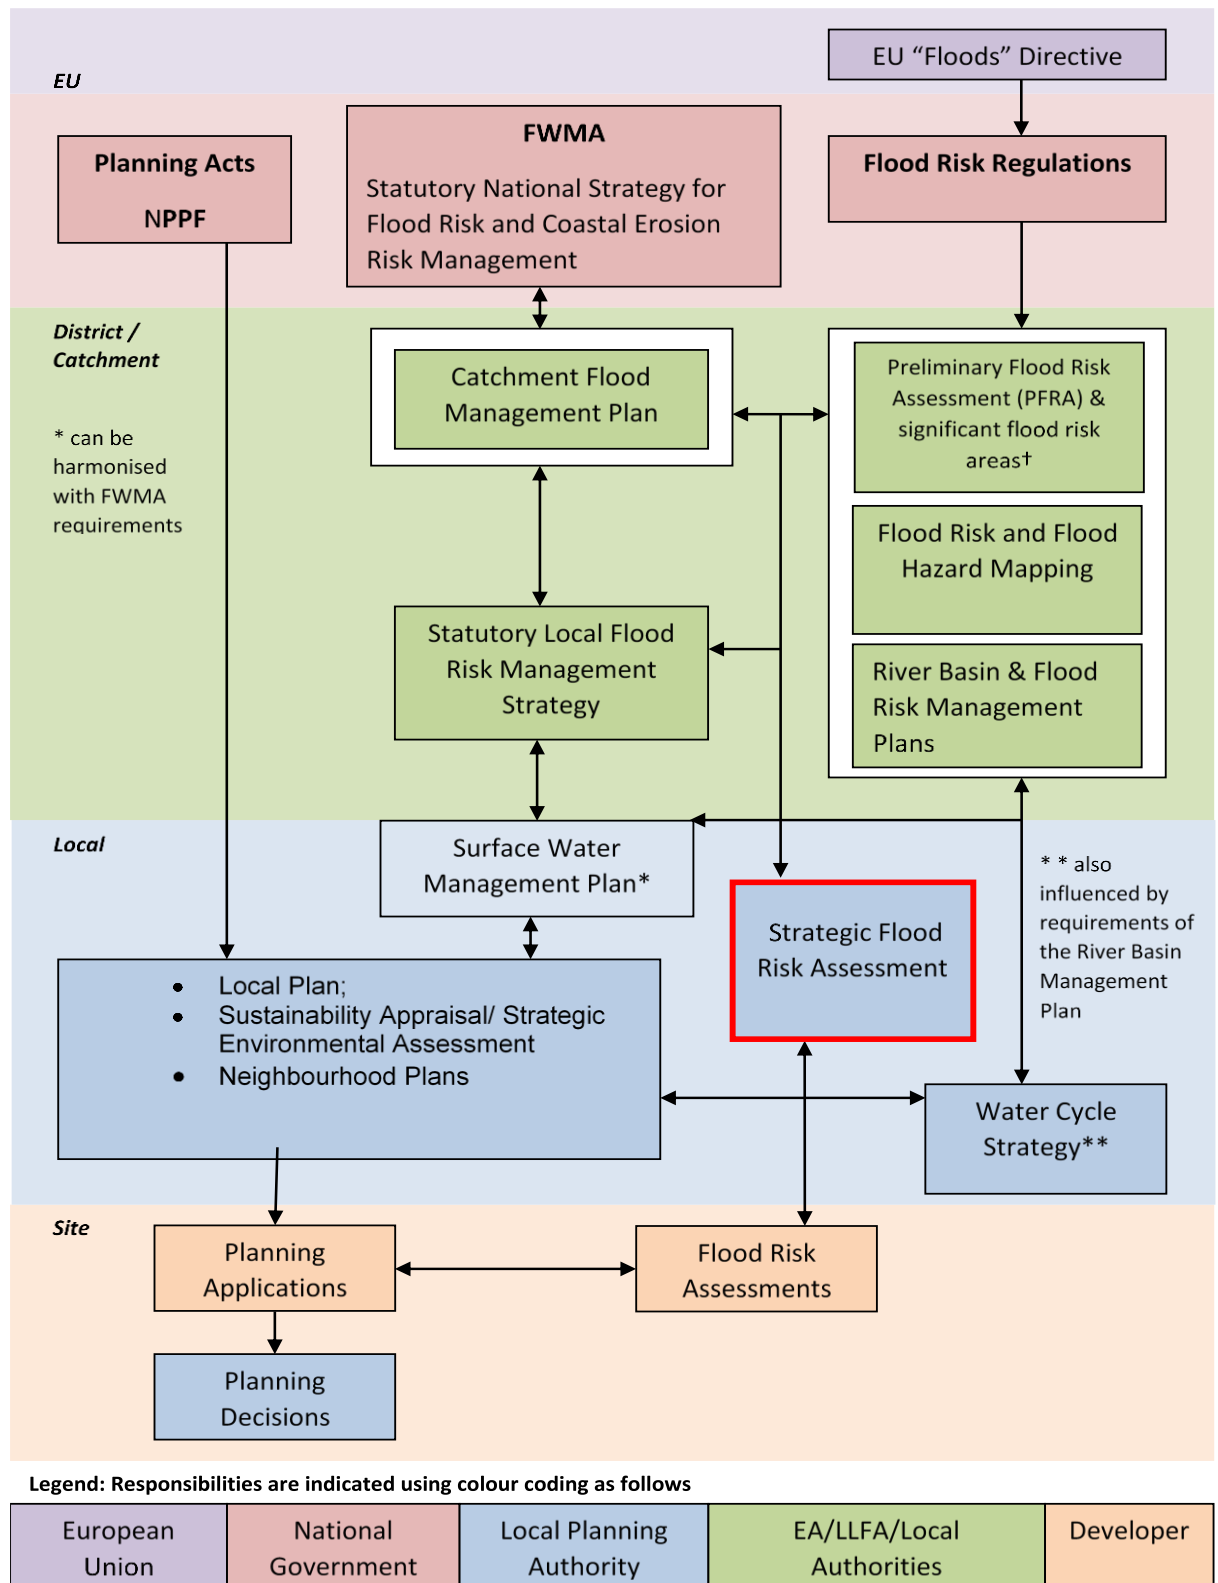 EU “Floods” Directive
EU
FWMA
Statutory National Strategy for
Flood Risk and Coastal Erosion
Risk Management
Planning Acts
NPPF
Flood Risk Regulations
District /
Catchment
* can be
harmonised
with FWMA
requirements
Catchment Flood
Management Plan
Preliminary Flood Risk
Assessment (PFRA) &
significant flood risk
areas†
Flood Risk and Flood
Hazard Mapping
Statutory Local Flood
Risk Management
Strategy
River Basin & Flood
Risk Management
Plans
Local
Surface Water
Management Plan*
Strategic Flood
Risk Assessment
* * also
influenced by
requirements of
the River Basin
Management
Plan
• Local Plan;
• Sustainability Appraisal/ Strategic
Environmental Assessment
• Neighbourhood Plans
Water Cycle
Strategy**
Site
Planning
Applications
Flood Risk
Assessments
Planning
Decisions
Legend: Responsibilities are indicated using colour coding as follows
European
Union
National
Government
Local Planning
Authority
EA/LLFA/Local
Authorities
Developer